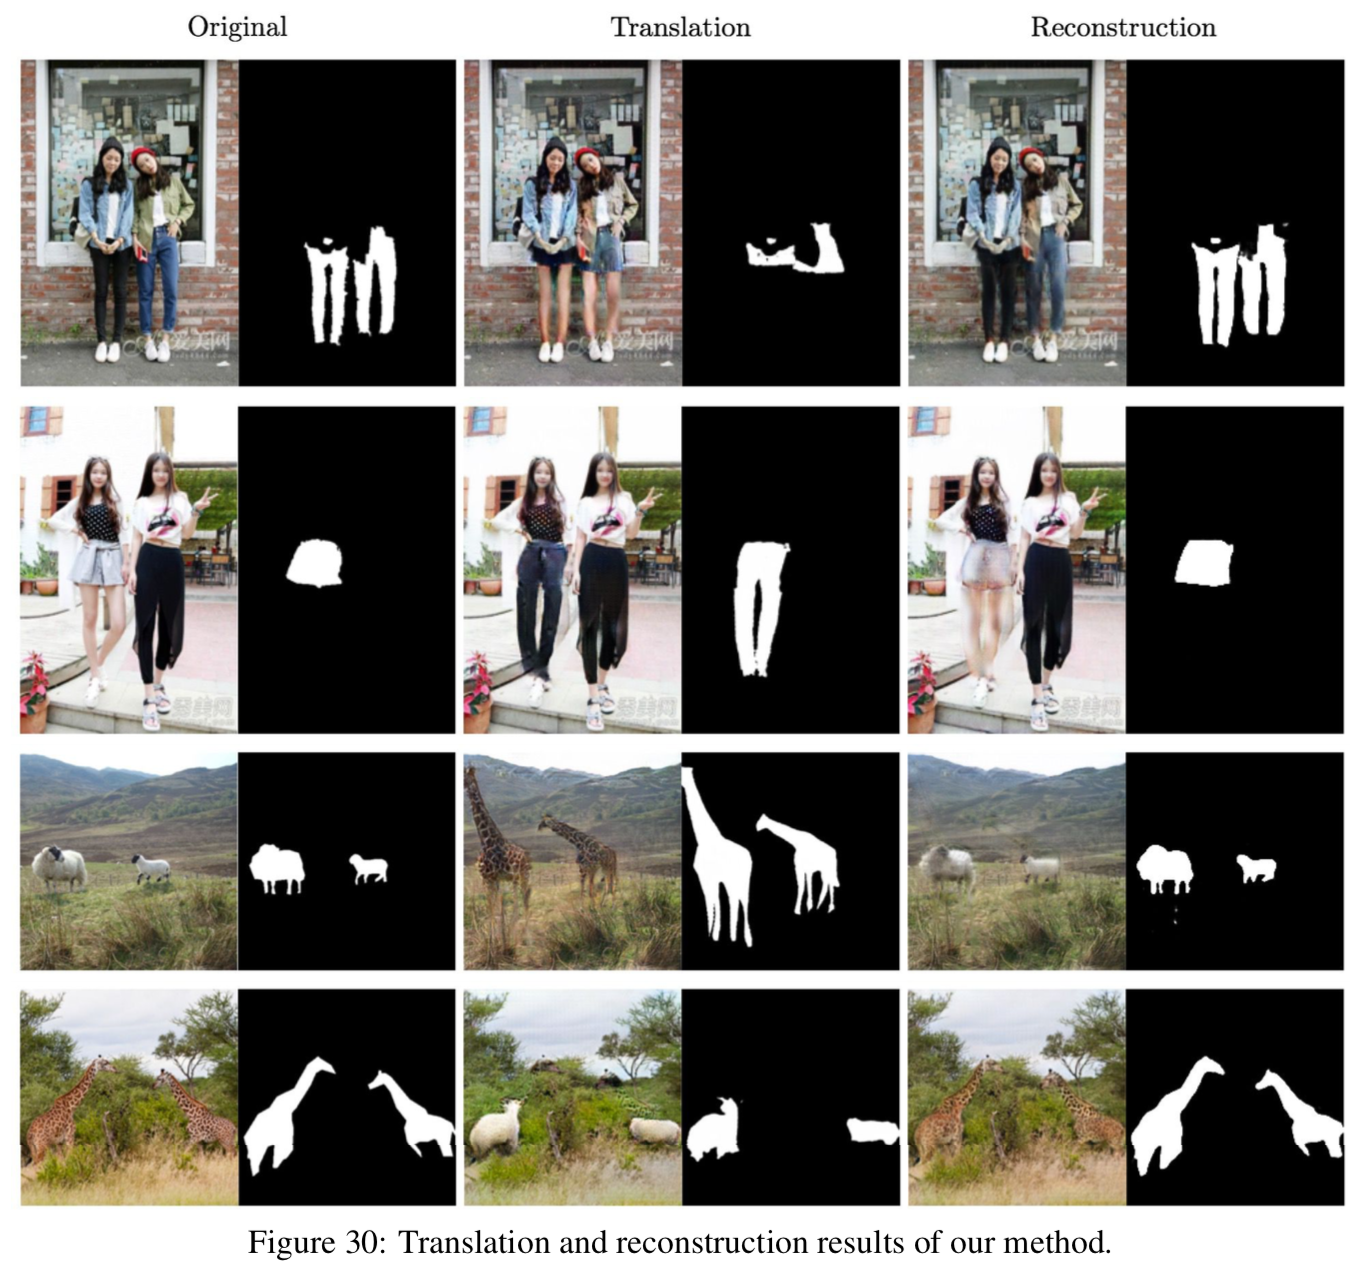 Original Translation Reconstruction
Figure 30: Translation and reconstruction results of our method.